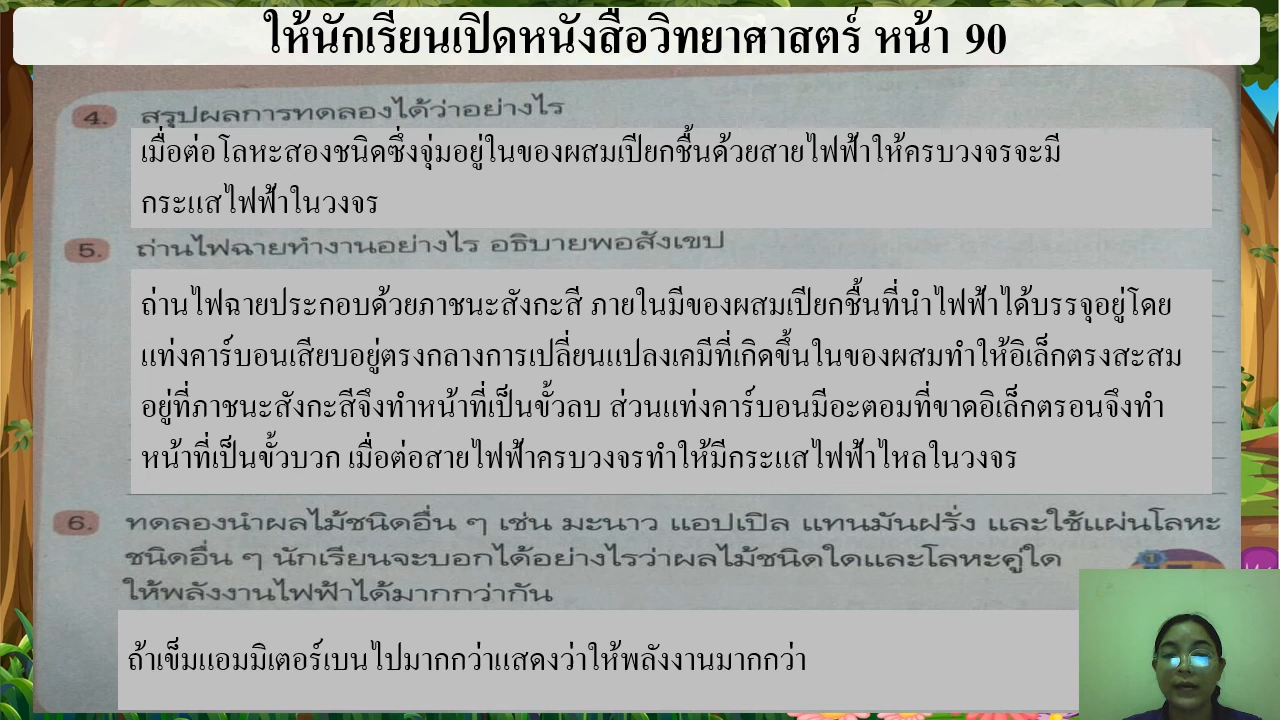 ให้นักเรียนเปิดหนังสือวิทยาศาสตร์ หน้า 90
4. สรุปผลการทดลองได้ว่าอย่างไร
เมื่อต่อโลหะสองชนิดซึ่งจุ่มอยู่ในของผสมเปียกชื้นด้วยสายไฟฟ้าให้ครบวงจรจะมี
กระแสไฟฟ้าในวงจร
5. ถ่านไฟฉายทำงานอย่างไร อธิบายพอสังเขป
ถ่านไฟฉายประกอบด้วยภาชนะสังกะสี ภายในมีของผสมเปียกชื้นที่นำไฟฟ้าได้บรรจุอยู่โดย
แท่งคาร์บอนเสียบอยู่ตรงกลางการเปลี่ยนแปลงเคมีที่เกิดขึ้นในของผสมทำให้อิเล็กตรงสะสม
อยู่ที่ภาชนะสังกะสีจึงทำหน้าที่เป็นขั้วลบ ส่วนแท่งคาร์บอนมีอะตอมที่ขาดอิเล็กตรอนจึงทำ
หน้าที่เป็นขั้วบวก เมื่อต่อสายไฟฟ้าครบวงจรทำให้มีกระแสไฟฟ้าไหลในวงจร
6. ทดลองนำผลไม้ชนิดอื่น ๆ เช่น มะนาว แอปเปิล แทนมันฝรั่ง และใช้แผ่นโลหะ
ชนิดอื่น ๆ นักเรียนจะบอกได้อย่างไรว่าผลไม้ชนิดใดและโลหะคู่ใด
ให้พลังงานไฟฟ้าได้มากกว่ากัน
ถ้าเข็มแอมมิเตอร์เบนไปมากกว่าแสดงว่าให้พลังงานมากกว่า